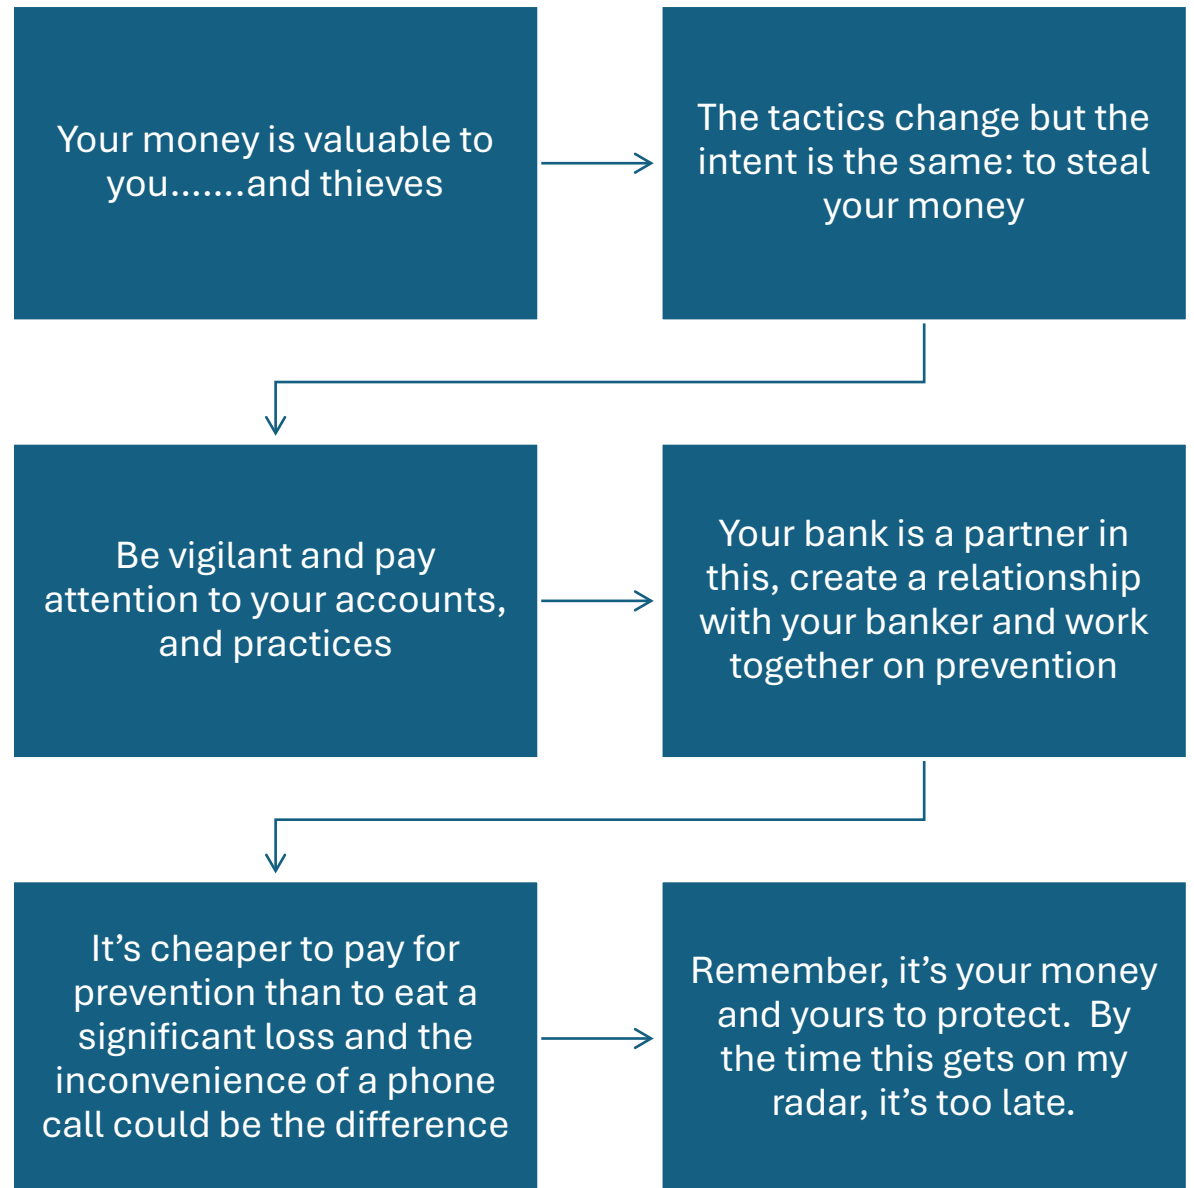 Your money is valuable to
you.......and thieves
The tactics change but the
intent is the same: to steal
your money
Be vigilant and pay
attention to your accounts,
and practices
Your bank is a partner in
this, create a relationship
with your banker and work
together on prevention
It’s cheaper to pay for
prevention than to eat a
significant loss and the
inconvenience of a phone
call could be the difference
Remember, it’s your money
and yours to protect.  By
the time this gets on my
radar, it’s too late.